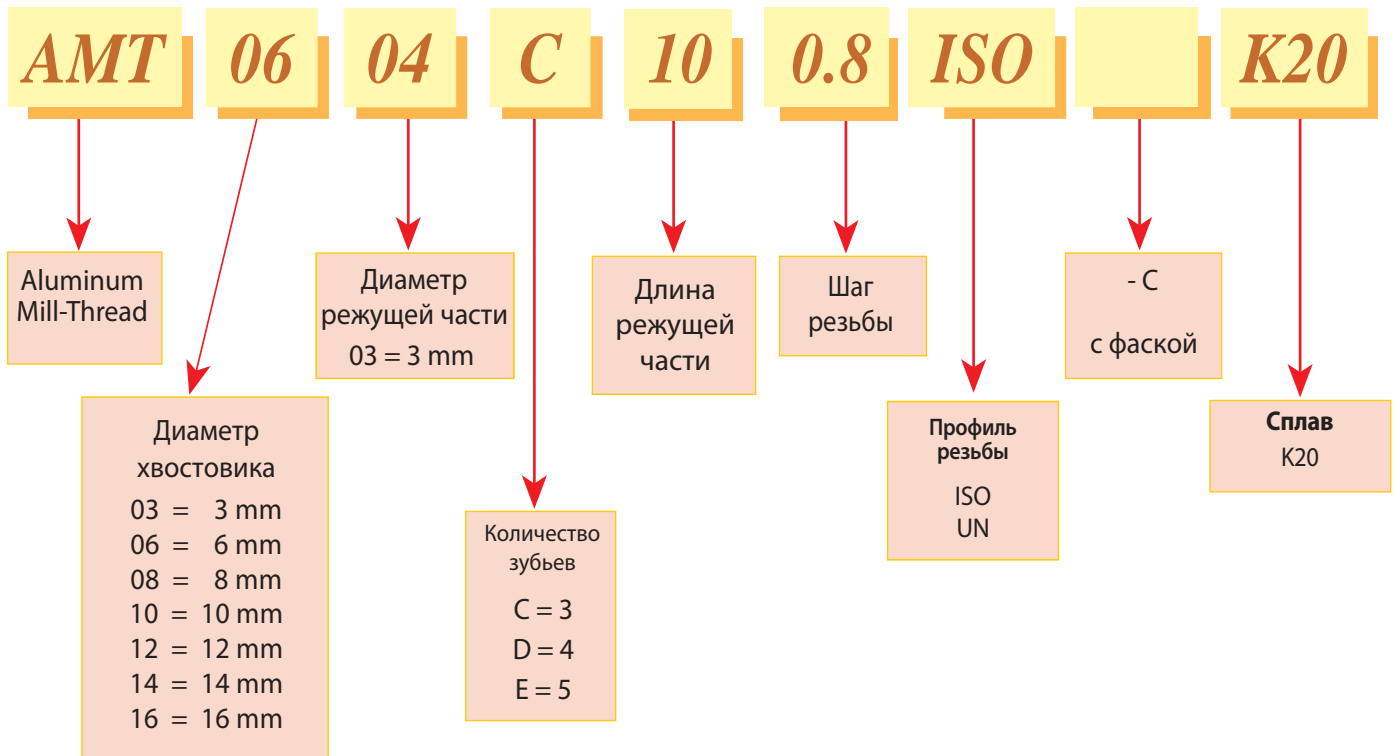 AMT 06 04 C 10 0.8 ISO K20
Aluminum
Mill-Thread
Диаметр
хвостовика
03 = 3 mm
06 = 6 mm
08 = 8 mm
10 = 10 mm
12 = 12 mm
14 = 14 mm
16 = 16 mm
Диаметр
режущей части
03 = 3 mm
Количество
зубьев
C = 3
D = 4
E = 5
Длина
режущей
части
Шаг
резьбы
Профиль
резьбы
ISO
UN
- C
с фаской
Сплав
K20